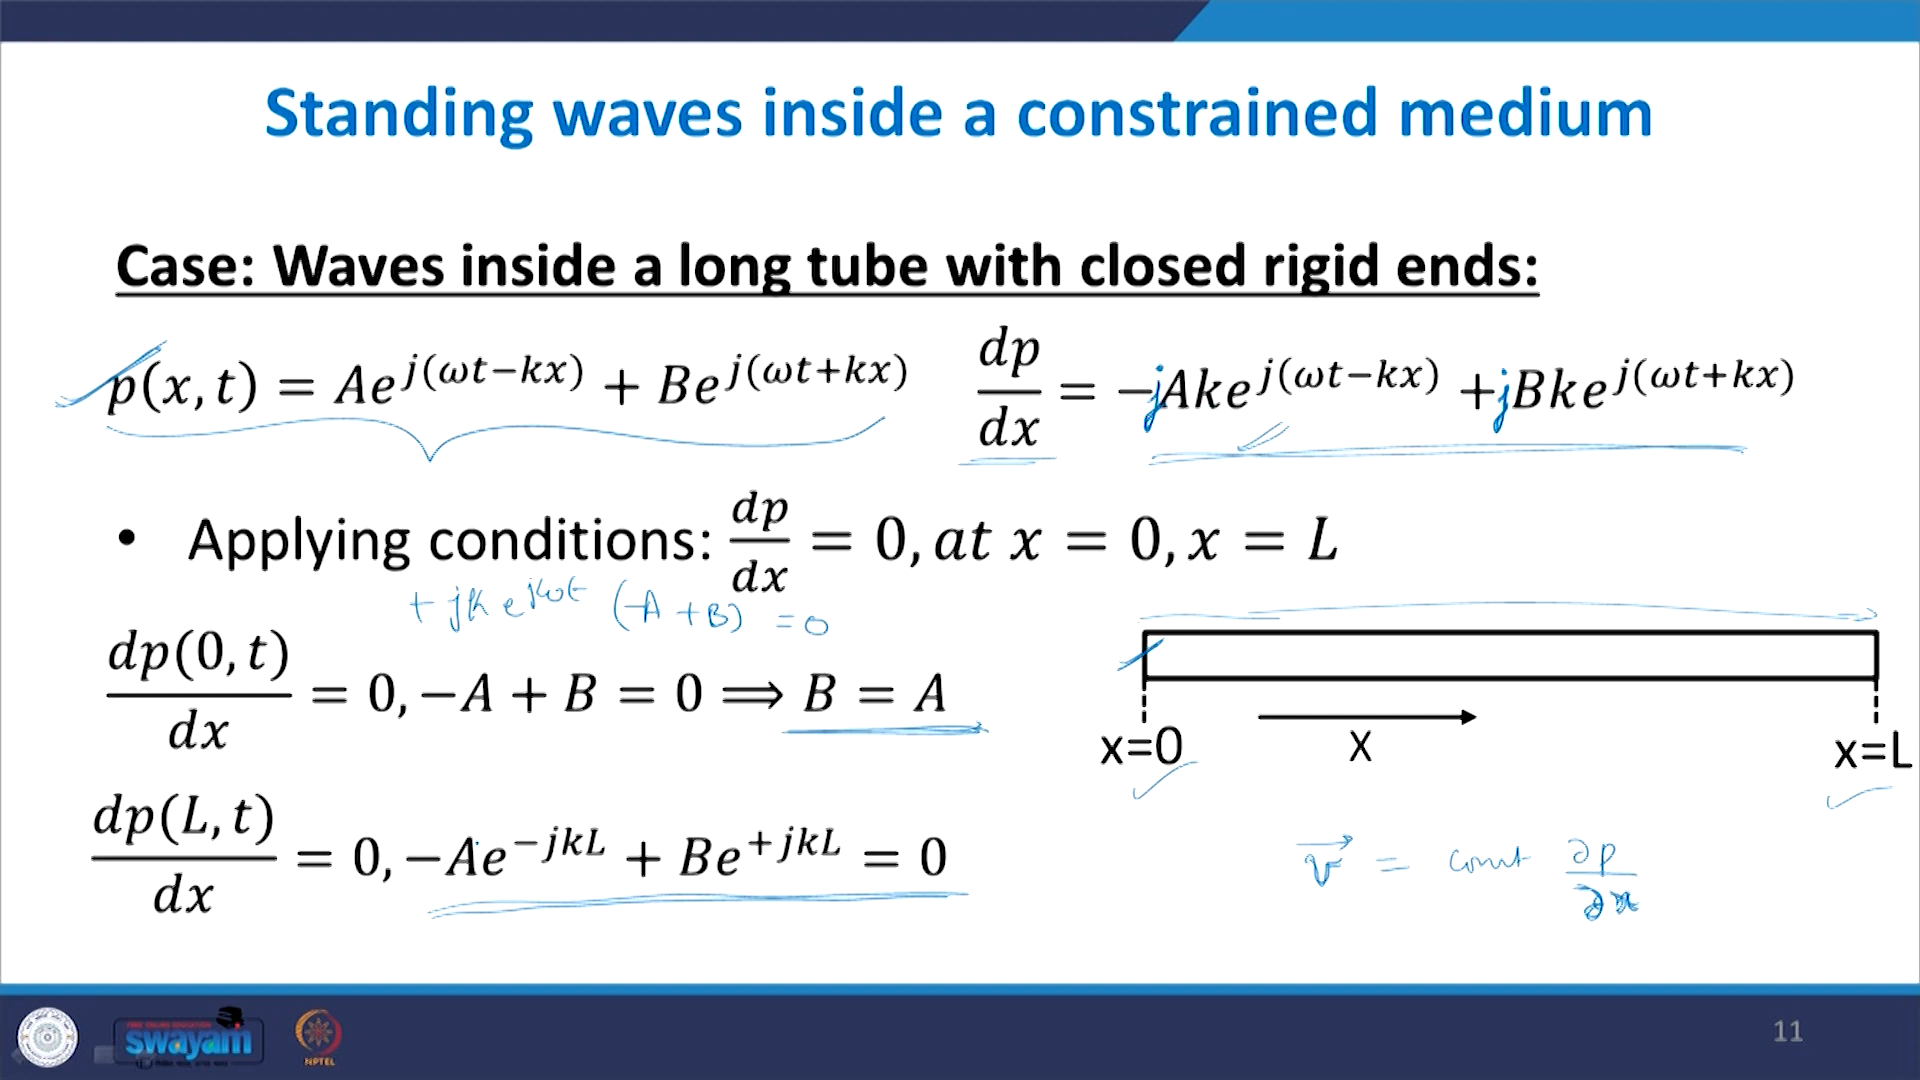 Standing waves inside a constrained medium
Case: Waves inside a long tube with closed rigid ends:
p(x,t) = Ae^{j(ωt−kx)} + Be^{j(ωt+kx)}
dp/dx = −jAke^{j(ωt−kx)} +jBke^{j(ωt+kx)}
• Applying conditions: dp/dx = 0, at x = 0, x = L
+ jk e^{jωt} (-A + B) = 0
dp(0,t)/dx = 0, −A + B = 0 ⟹ B = A
x=0
X
x=L
dp(L,t)/dx = 0, −Ae^{−jkL} + Be^{+jkL} = 0
v⃗ = const ∂p/∂x
swayam
NPTEL
11